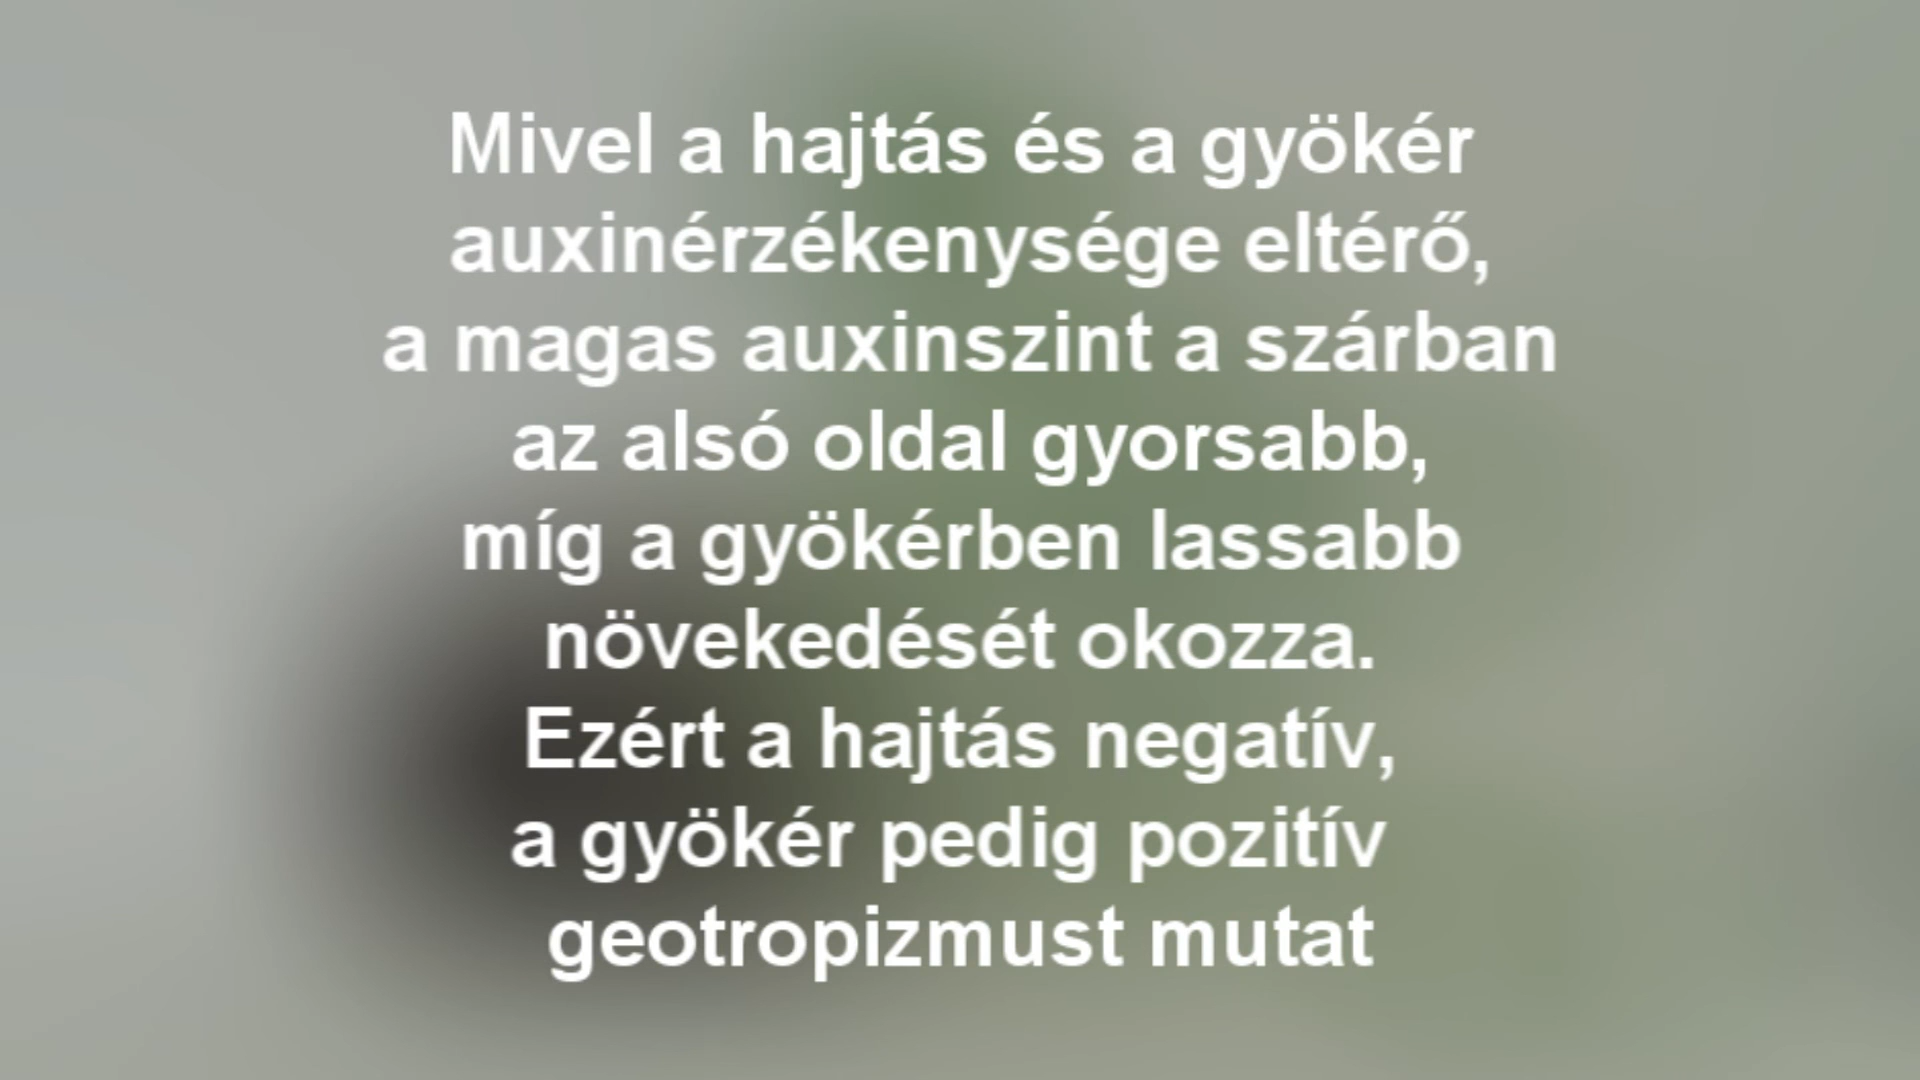 Mivel a hajtás és a gyökér
auxinérzékenysége eltérő,
a magas auxinszint a szárban
az alsó oldal gyorsabb,
míg a gyökérben lassabb
növekedését okozza.
Ezért a hajtás negatív,
a gyökér pedig pozitív
geotropizmust mutat